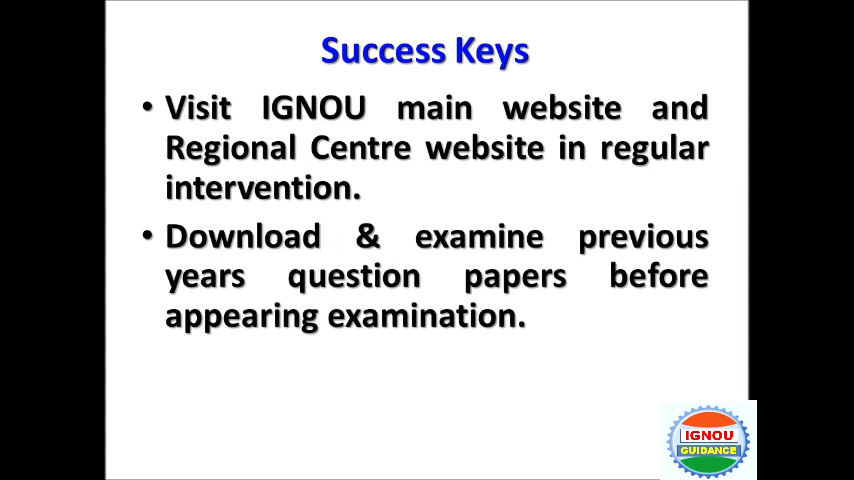 Success Keys
• Visit IGNOU main website and
Regional Centre website in regular
intervention.
• Download & examine previous
years question papers before
appearing examination.
IGNOU
GUIDANCE